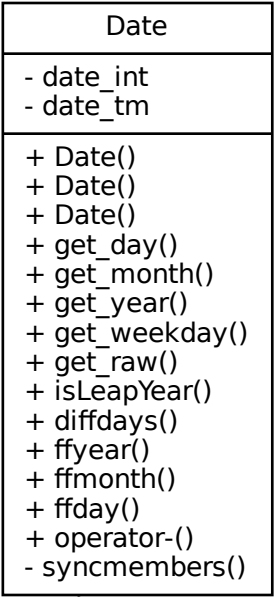 Date
- date_int
- date_tm
+ Date()
+ Date()
+ Date()
+ get_day()
+ get_month()
+ get_year()
+ get_weekday()
+ get_raw()
+ isLeapYear()
+ diffdays()
+ ffyear()
+ ffmonth()
+ ffday()
+ operator-()
- syncmembers()